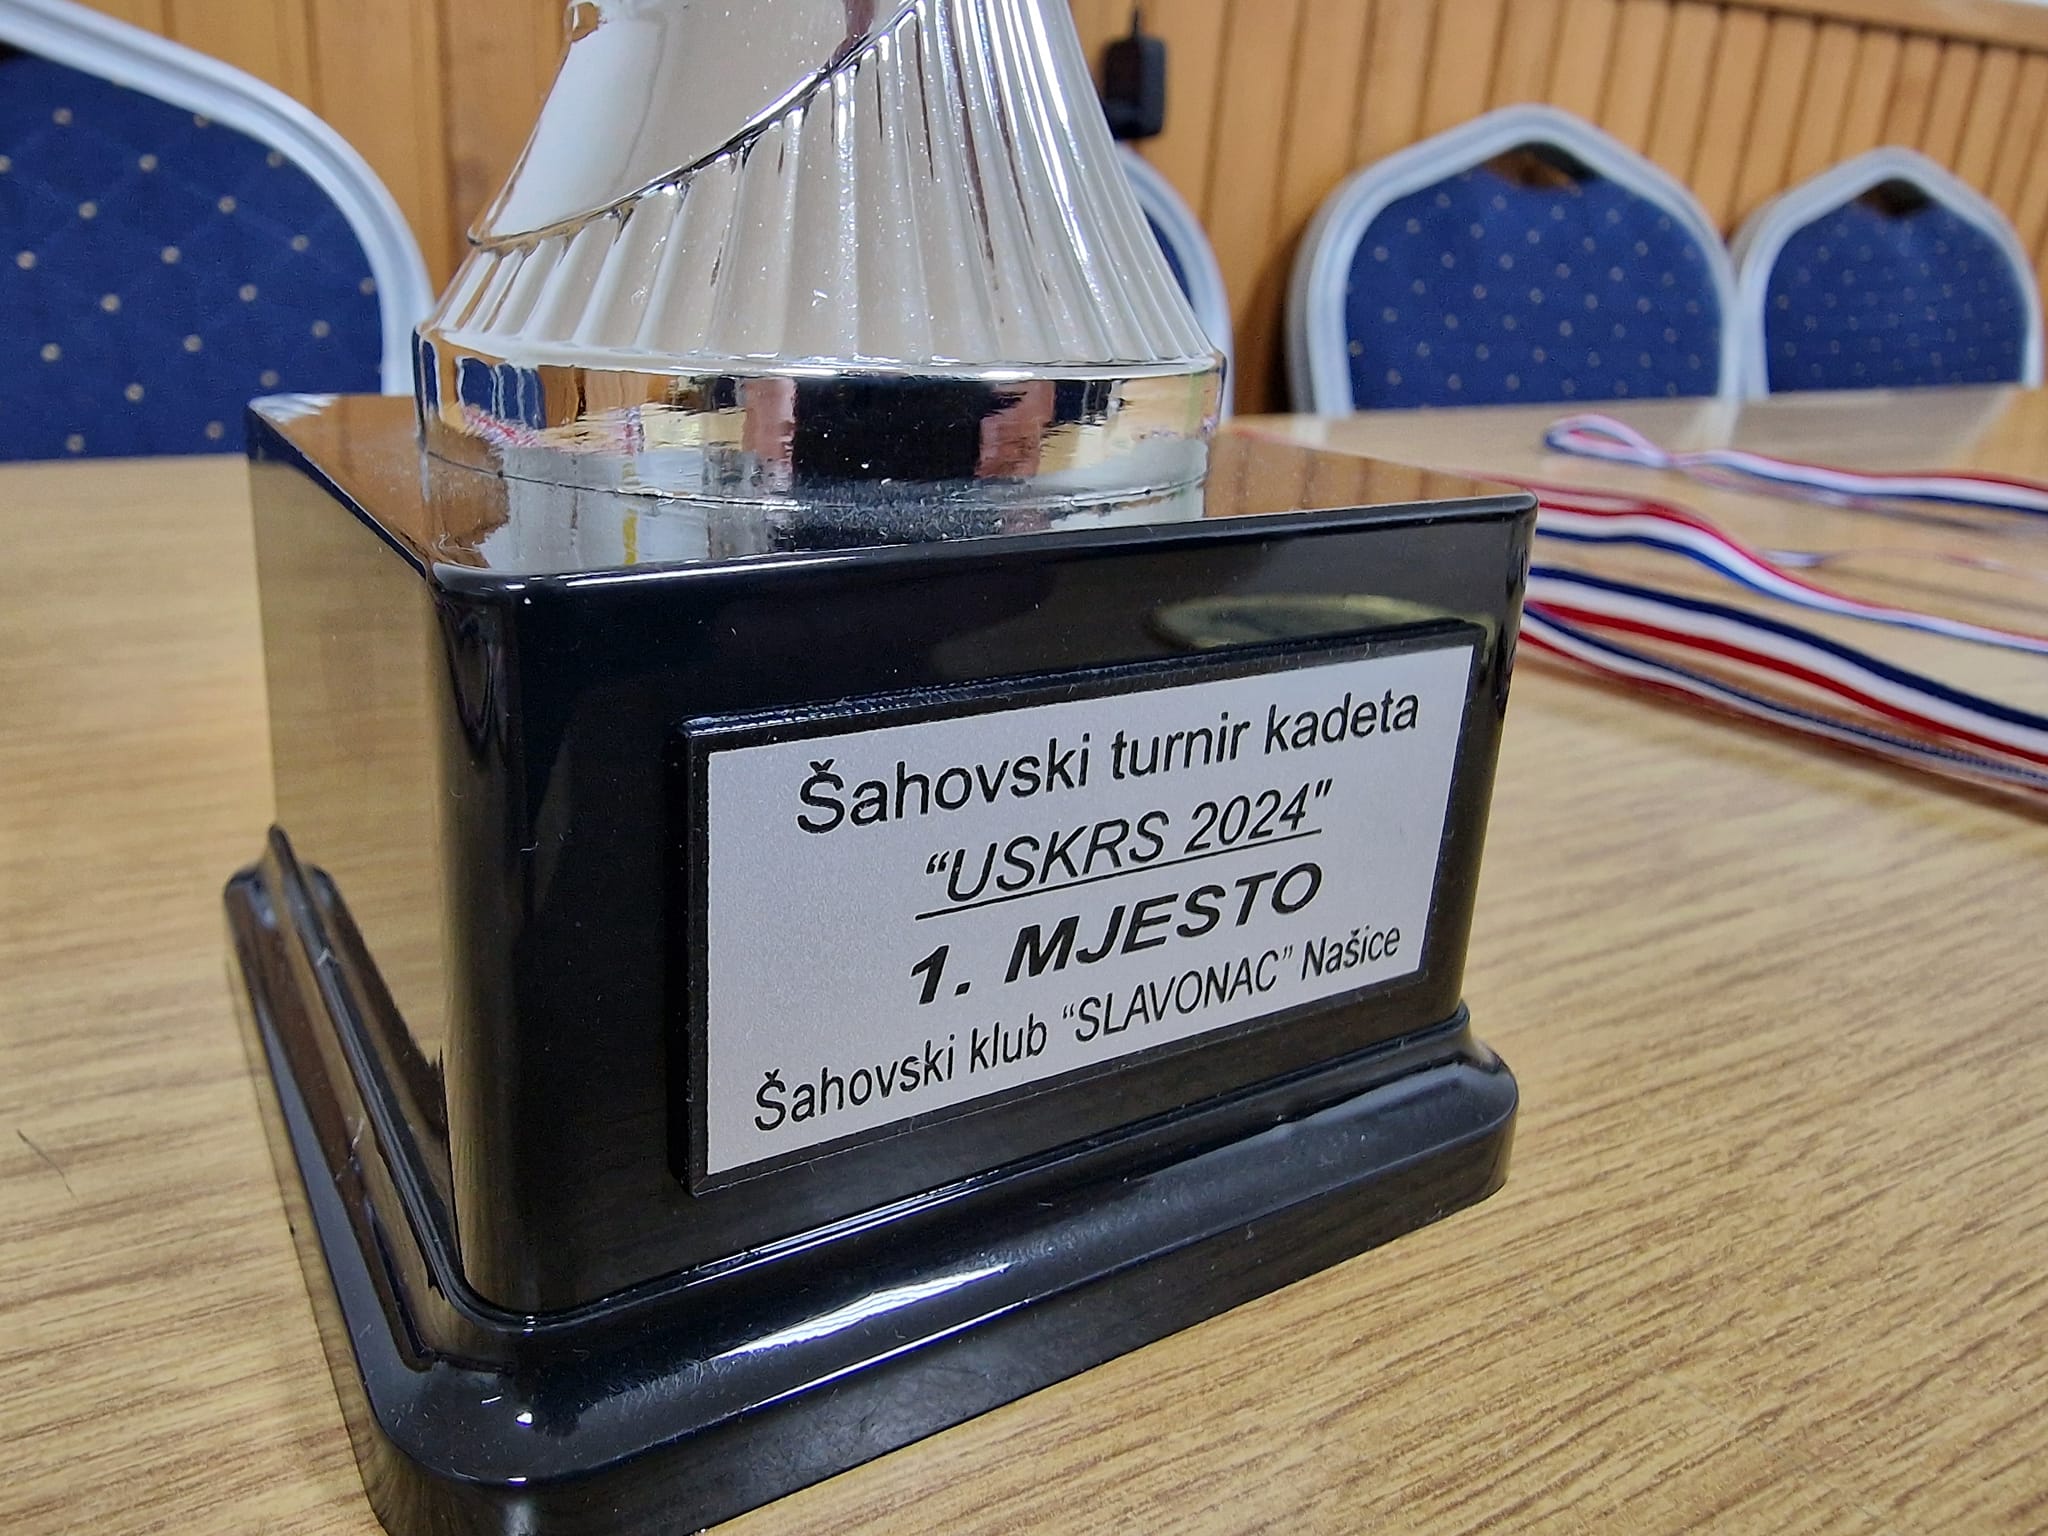 Šahovski turnir kadeta
“USKRS 2024”
1. MJESTO
Šahovski klub “SLAVONAC” Našice